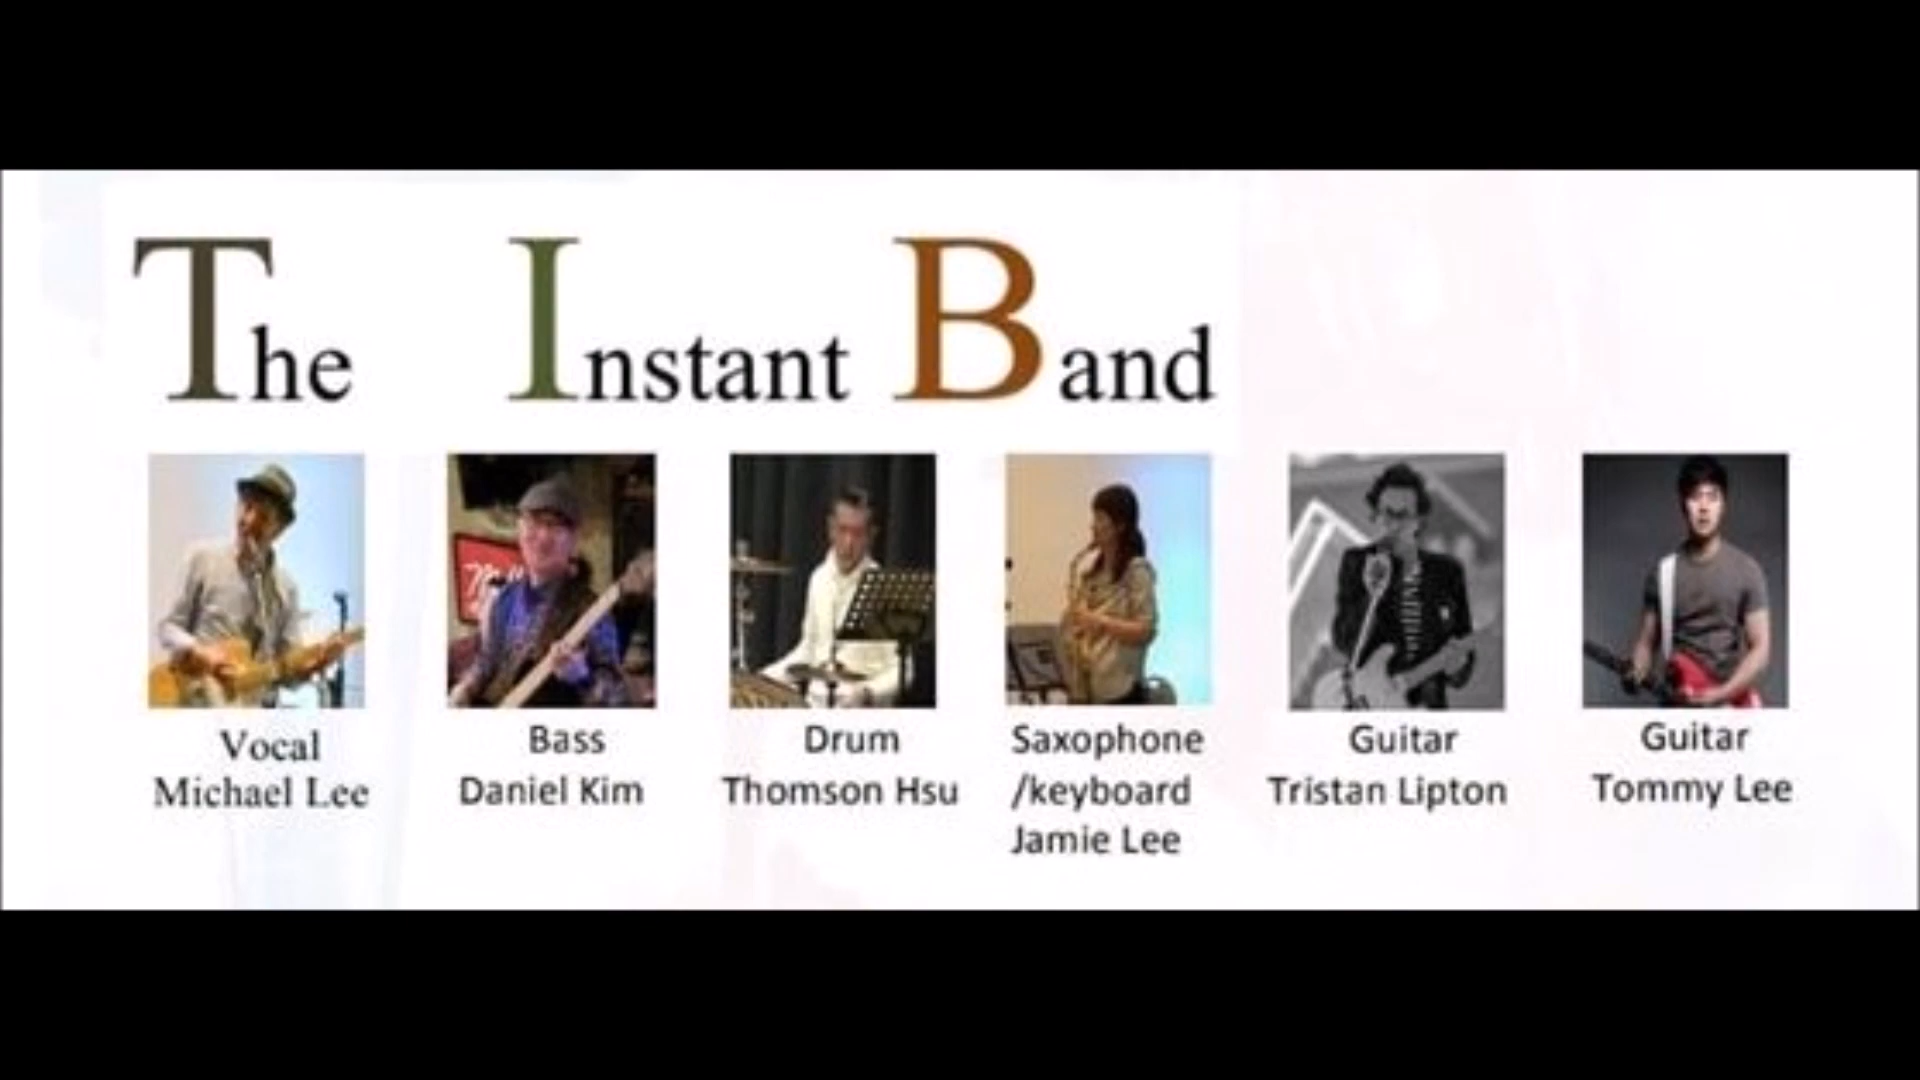 The Instant Band
Vocal
Michael Lee
Bass
Daniel Kim
Drum
Thomson Hsu
Saxophone
/keyboard
Jamie Lee
Guitar
Tristan Lipton
Guitar
Tommy Lee